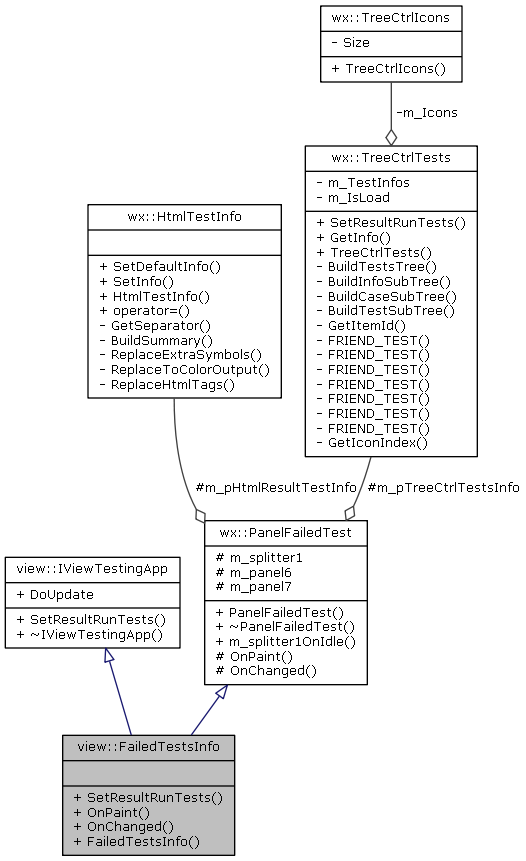 wx::TreeCtrlIcons
- Size
+ TreeCtrlIcons()
-m_Icons
wx::TreeCtrlTests
- m_TestInfos
- m_IsLoad
+ SetResultRunTests()
+ GetInfo()
+ TreeCtrlTests()
- BuildTestsTree()
- BuildInfoSubTree()
- BuildCaseSubTree()
- BuildTestSubTree()
- GetItemId()
- FRIEND_TEST()
- FRIEND_TEST()
- FRIEND_TEST()
- FRIEND_TEST()
- FRIEND_TEST()
- FRIEND_TEST()
- FRIEND_TEST()
- GetIconIndex()
wx::HtmlTestInfo
+ SetDefaultInfo()
+ SetInfo()
+ HtmlTestInfo()
+ operator=()
- GetSeparator()
- BuildSummary()
- ReplaceExtraSymbols()
- ReplaceToColorOutput()
- ReplaceHtmlTags()
#m_pHtmlResultTestInfo
#m_pTreeCtrlTestsInfo
wx::PanelFailedTest
# m_splitter1
# m_panel6
# m_panel7
+ PanelFailedTest()
+ ~PanelFailedTest()
+ m_splitter1OnIdle()
# OnPaint()
# OnChanged()
view::IViewTestingApp
+ DoUpdate
+ SetResultRunTests()
+ ~IViewTestingApp()
view::FailedTestsInfo
+ SetResultRunTests()
+ OnPaint()
+ OnChanged()
+ FailedTestsInfo()